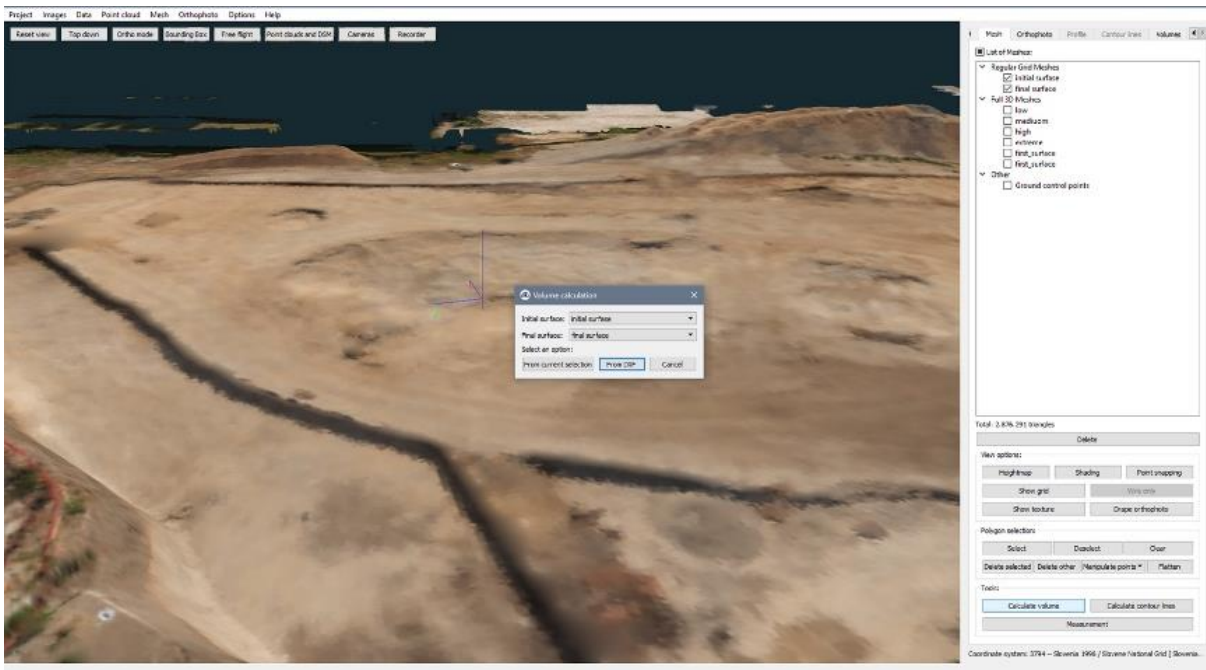 Project Images Data Point cloud Mesh Orthophoto Options Help
Reset view Top down Ortho mode Bounding Box Free flight Point clouds and DSM Cameras Recorder
Mesh Orthophoto Profile Contour lines Volumes
List of Meshes:
Regular Grid Meshes
initial surface
final surface
Full 3D Meshes
low
mediuom
high
extreme
first_surface
first_surface
Other
Ground control points
Volume calculation
Initial surface: initial surface
Final surface: final surface
Select an option:
From current selection From DXF Cancel
Total: 2.876.291 triangles
Delete
View options:
Heightmap Shading Point snapping
Show grid Wire only
Show texture Drape orthophoto
Polygon selection:
Select Deselect Clear
Delete selected Delete other Manipulate points Flatten
Tasks:
Calculate volume Calculate contour lines
Measurement
Coordinate system: 3794 -- Slovenia 1996 / Slovene National Grid | Slovenia...